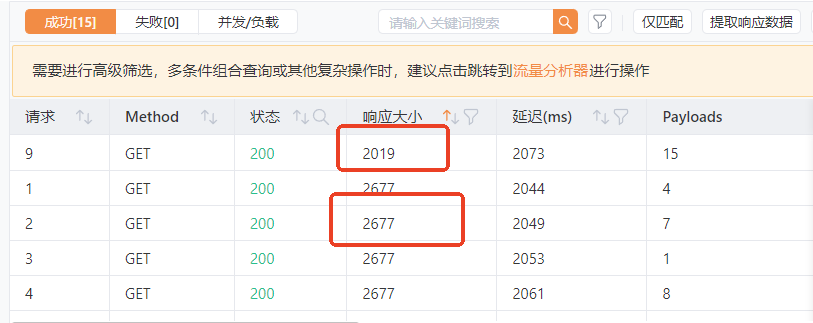 成功[15] 失败[0] 并发/负载 请输入关键词搜索 仅匹配 提取响应数据
需要进行高级筛选，多条件组合查询或其他复杂操作时，建议点击跳转到流量分析器进行操作
请求 Method 状态 响应大小 延迟(ms) Payloads
9 GET 200 2019 2073 15
1 GET 200 2677 2044 4
2 GET 200 2677 2049 7
3 GET 200 2677 2053 1
4 GET 200 2677 2061 8